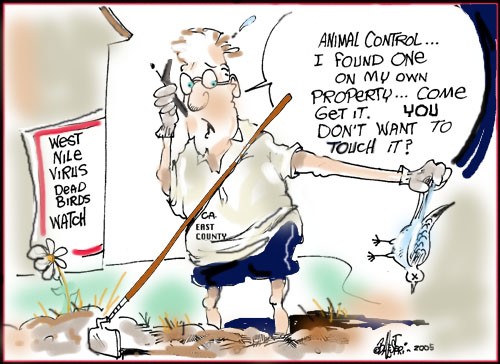 ANIMAL CONTROL...
I FOUND ONE
ON MY OWN
PROPERTY... COME
GET IT. YOU
DON'T WANT TO
TOUCH IT?
WEST
NILE
VIRUS
DEAD
BIRDS
WATCH
CA
EAST
COUNTY
2005